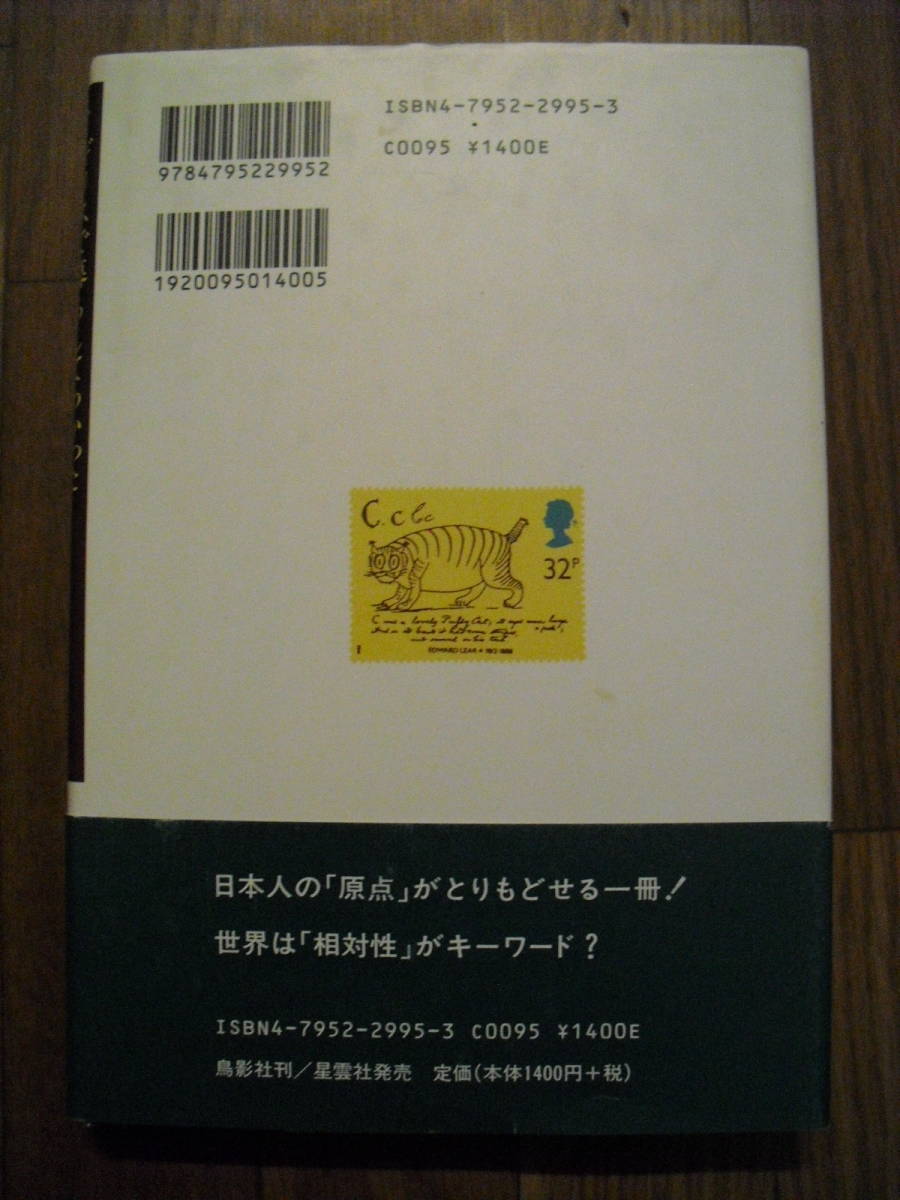 ISBN4-7952-2995-3
C0095 ¥1400E
9784795229952
1920095014005
C. c
32P
EDWARD LEAR
1
日本人の「原点」がとりもどせる一冊!
世界は「相対性」がキーワード?
ISBN4-7952-2995-3 C0095 ¥1400E
鳥影社刊/星雲社発売 定価(本体1400円+税)